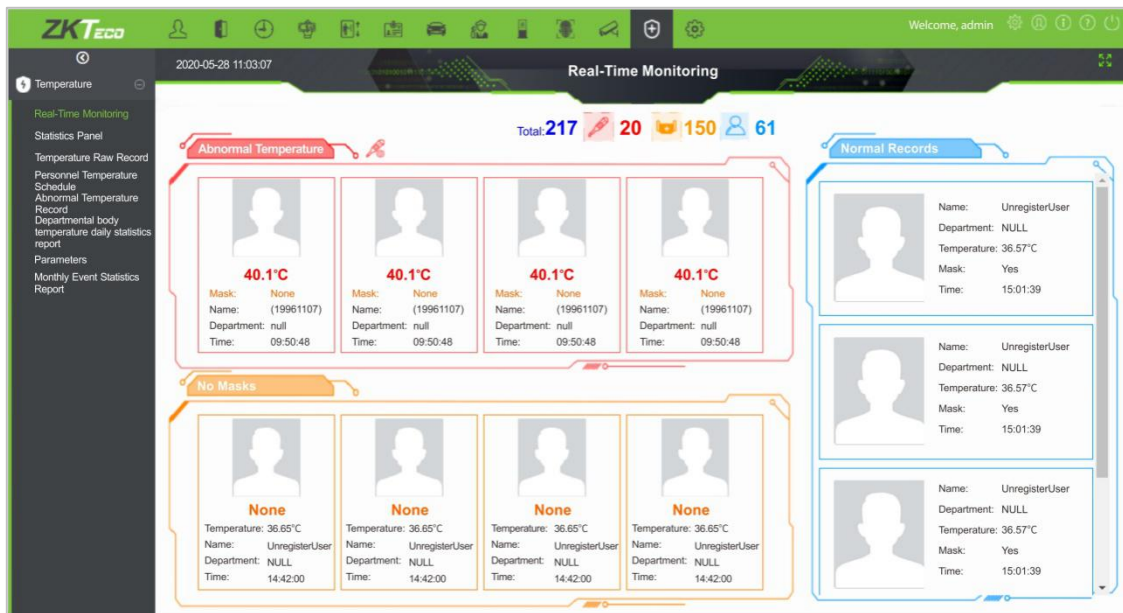 ZKTECO
Welcome, admin
Temperature
Real-Time Monitoring
Statistics Panel
Temperature Raw Record
Personnel Temperature
Schedule
Abnormal Temperature
Record
Departmental body
temperature daily statistics
report
Parameters
Monthly Event Statistics
Report
2020-05-28 11:03:07
Real-Time Monitoring
Total:217 20 150 61
Abnormal Temperature
40.1°C
Mask: None
Name: (19961107)
Department: null
Time: 09:50:48
40.1°C
Mask: None
Name: (19961107)
Department: null
Time: 09:50:48
40.1°C
Mask: None
Name: (19961107)
Department: null
Time: 09:50:48
40.1°C
Mask: None
Name: (19961107)
Department: null
Time: 09:50:48
No Masks
None
Temperature: 36.65°C
Name: UnregisterUser
Department: NULL
Time: 14:42:00
None
Temperature: 36.65°C
Name: UnregisterUser
Department: NULL
Time: 14:42:00
None
Temperature: 36.65°C
Name: UnregisterUser
Department: NULL
Time: 14:42:00
None
Temperature: 36.65°C
Name: UnregisterUser
Department: NULL
Time: 14:42:00
Normal Records
Name: UnregisterUser
Department: NULL
Temperature: 36.57°C
Mask: Yes
Time: 15:01:39
Name: UnregisterUser
Department: NULL
Temperature: 36.57°C
Mask: Yes
Time: 15:01:39
Name: UnregisterUser
Department: NULL
Temperature: 36.57°C
Mask: Yes
Time: 15:01:39